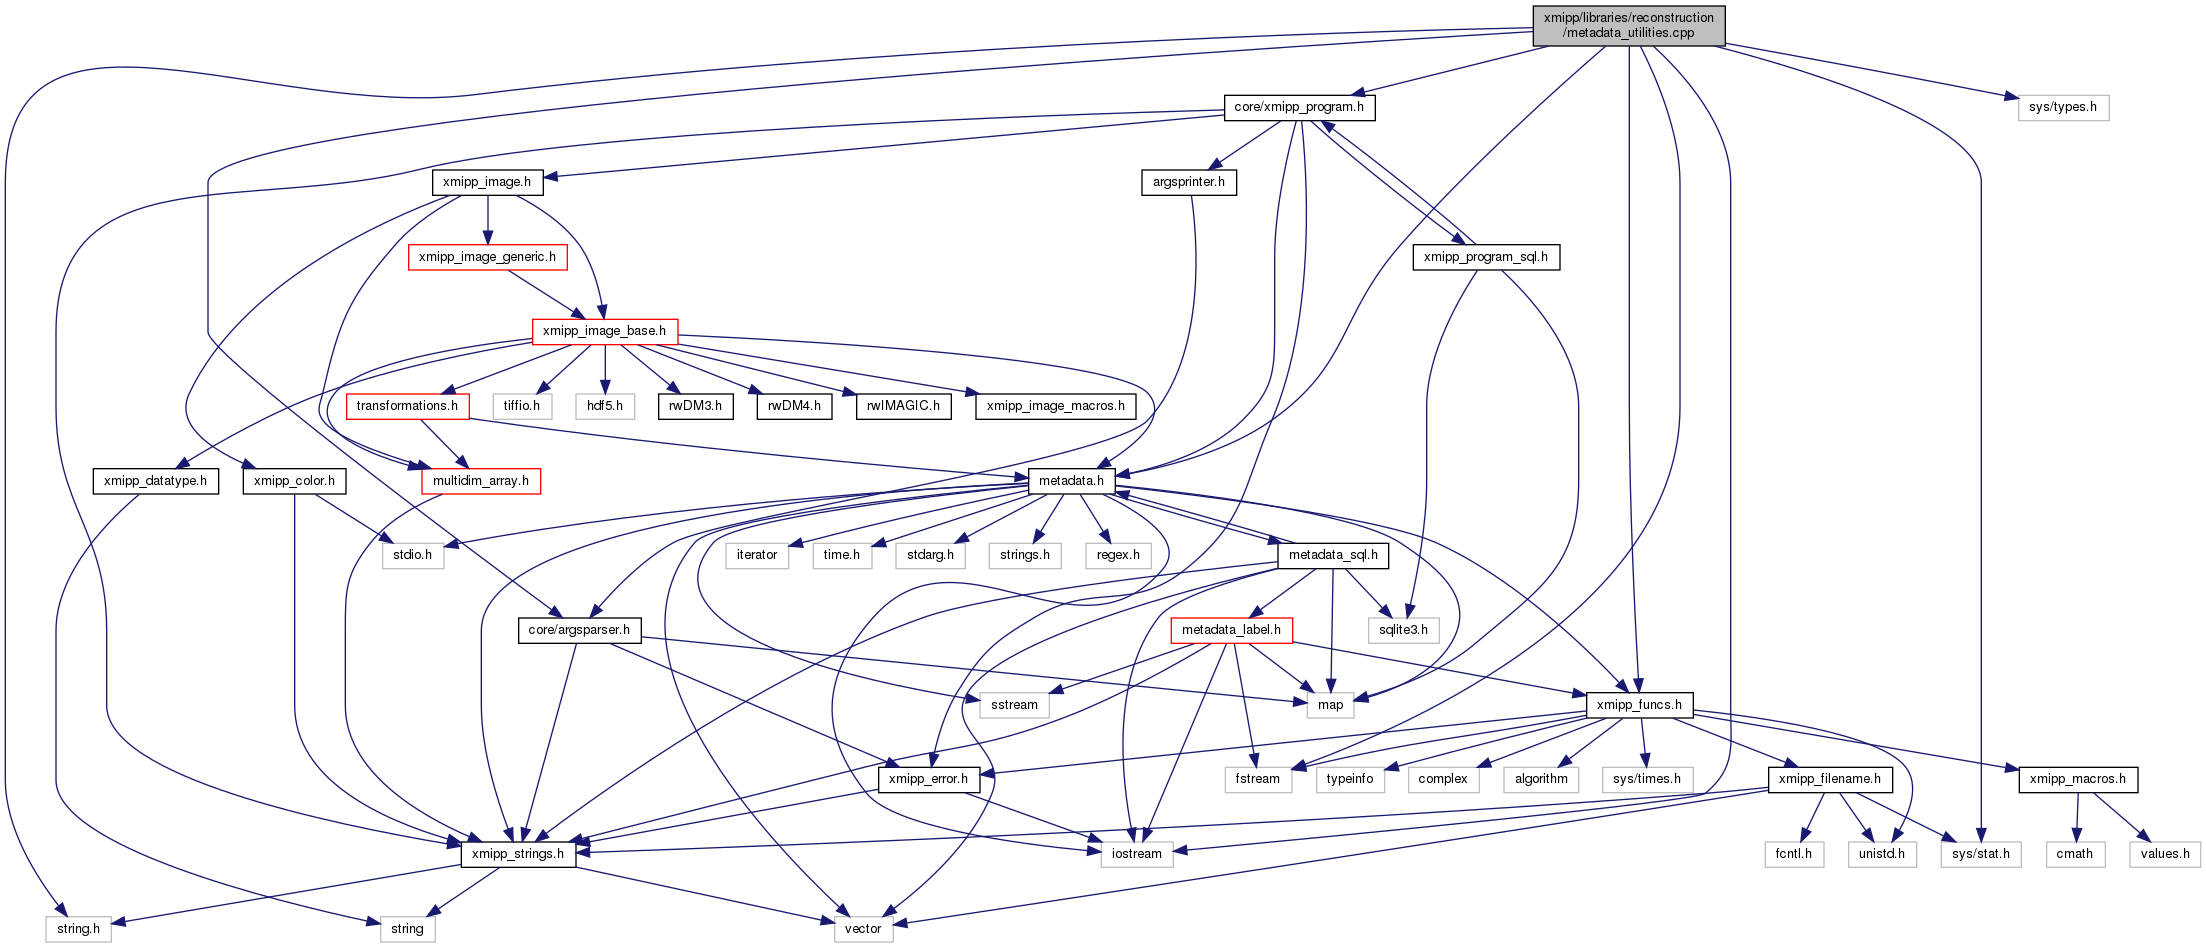 xmipp/libraries/reconstruction
/metadata_utilities.cpp
core/xmipp_program.h
sys/types.h
xmipp_image.h
argsprinter.h
xmipp_image_generic.h
xmipp_program_sql.h
xmipp_image_base.h
transformations.h
tiffio.h
hdf5.h
rwDM3.h
rwDM4.h
rwIMAGIC.h
xmipp_image_macros.h
xmipp_datatype.h
xmipp_color.h
multidim_array.h
metadata.h
stdio.h
iterator
time.h
stdarg.h
strings.h
regex.h
metadata_sql.h
core/argsparser.h
metadata_label.h
sqlite3.h
sstream
map
xmipp_funcs.h
xmipp_error.h
fstream
typeinfo
complex
algorithm
sys/times.h
xmipp_filename.h
xmipp_macros.h
xmipp_strings.h
iostream
fcntl.h
unistd.h
sys/stat.h
cmath
values.h
string.h
string
vector